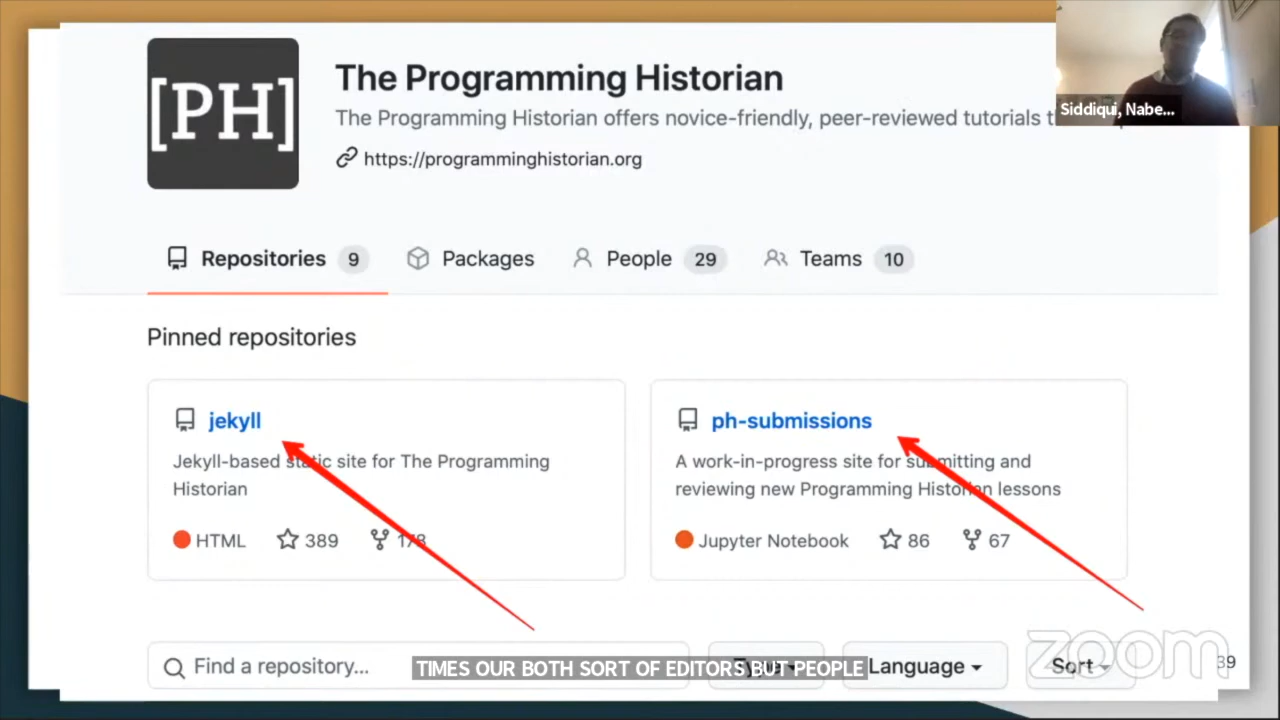 [PH]
The Programming Historian
The Programming Historian offers novice-friendly, peer-reviewed tutorials
https://programminghistorian.org
Siddiqui, Nabe...
Repositories 9 Packages People 29 Teams 10
Pinned repositories
jekyll
Jekyll-based static site for The Programming
Historian
HTML 389 178
ph-submissions
A work-in-progress site for submitting and
reviewing new Programming Historian lessons
Jupyter Notebook 86 67
Find a repository... Type Language Sort
TIMES OUR BOTH SORT OF EDITORS BUT PEOPLE
zoom
39